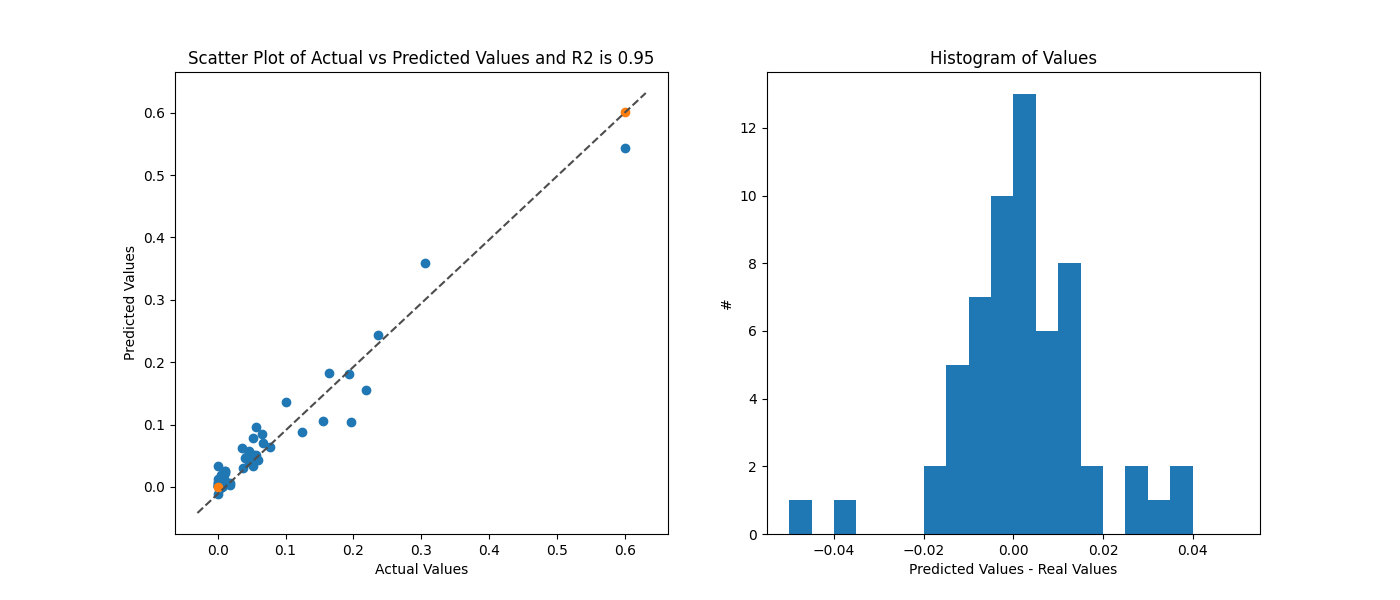 Scatter Plot of Actual vs Predicted Values and R2 is 0.95
Predicted Values
0.6
0.5
0.4
0.3
0.2
0.1
0.0
0.0 0.1 0.2 0.3 0.4 0.5 0.6
Actual Values
Histogram of Values
#
12
10
8
6
4
2
0
−0.04 −0.02 0.00 0.02 0.04
Predicted Values - Real Values